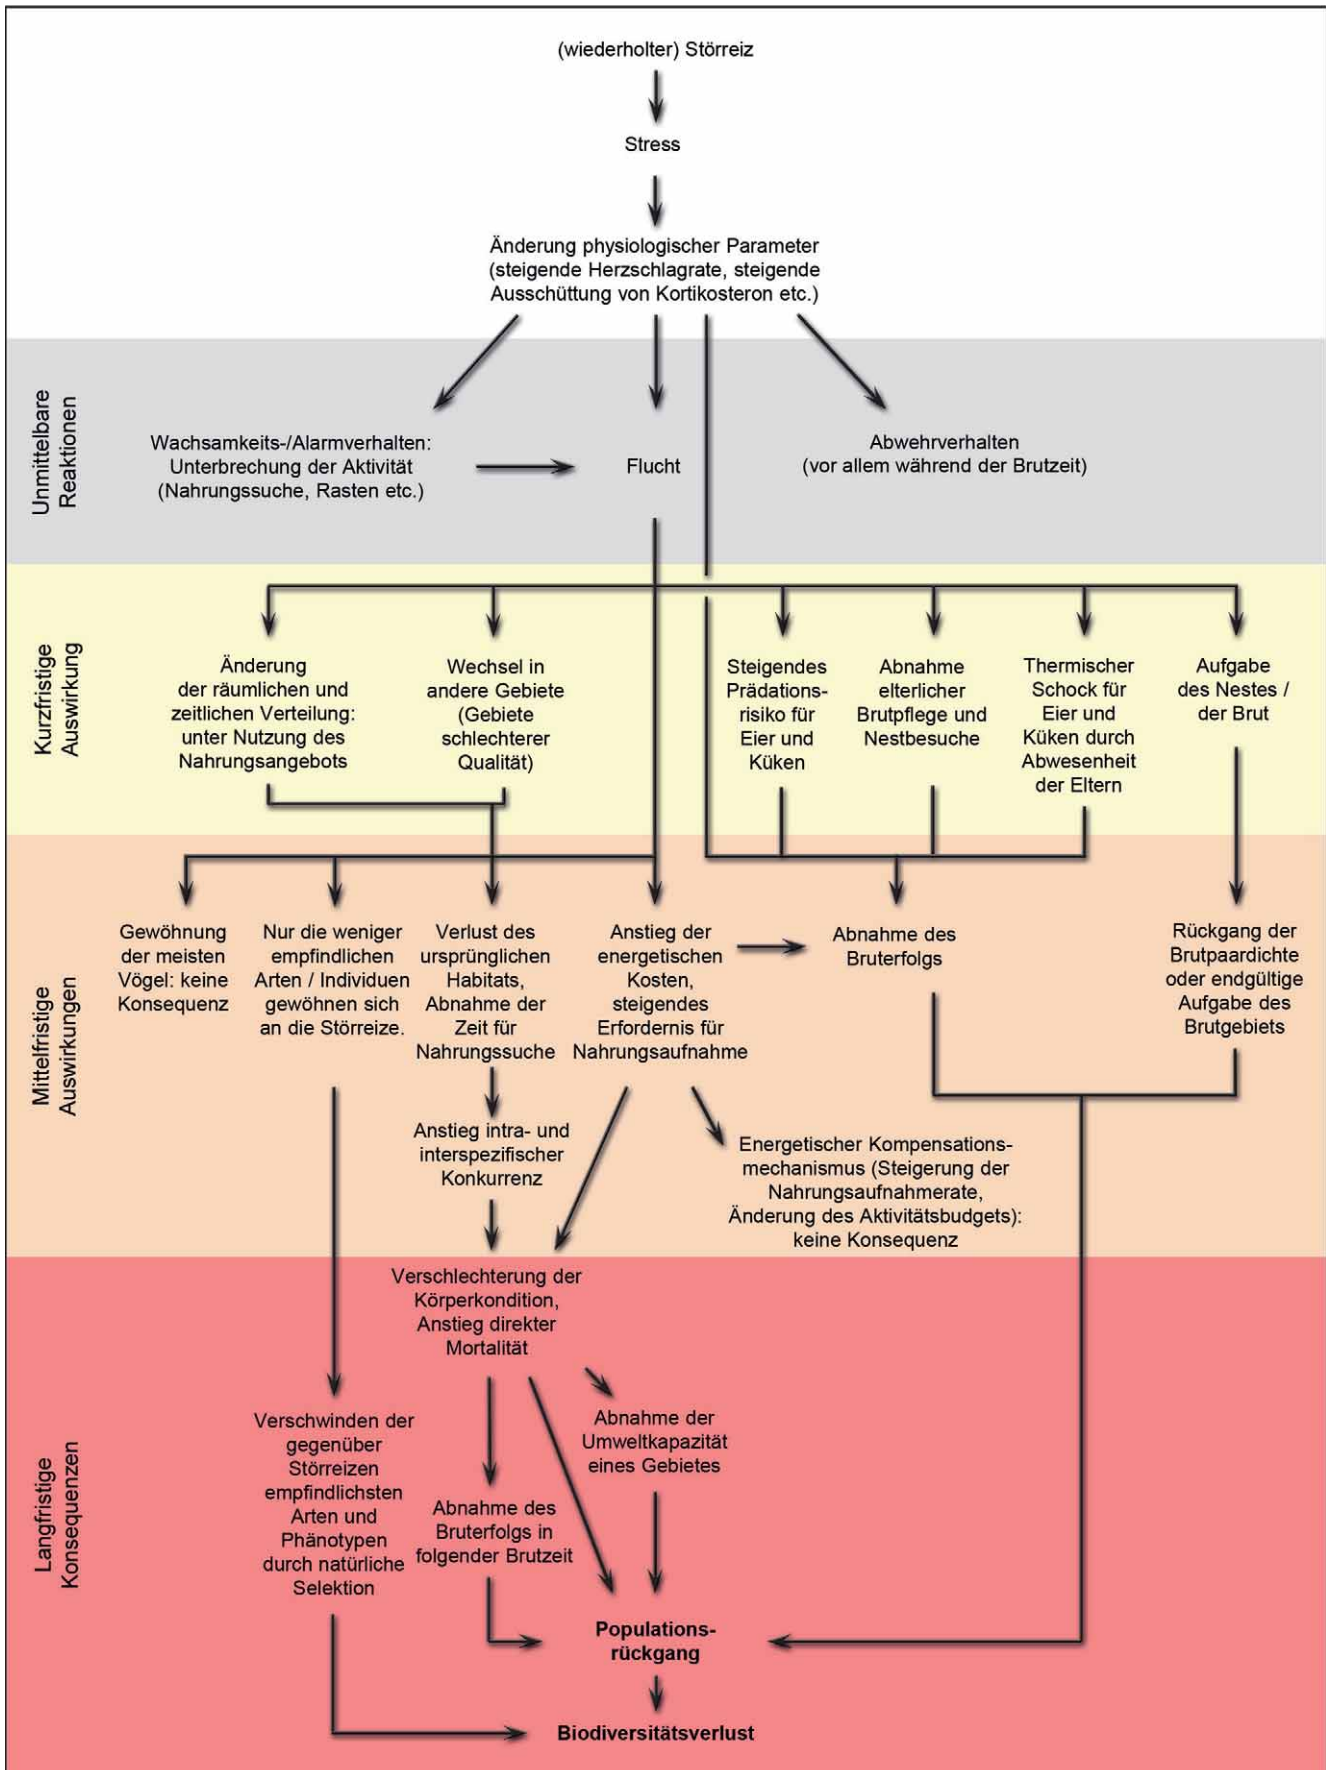 (wiederholter) Störreiz
Stress
Änderung physiologischer Parameter
(steigende Herzschlagrate, steigende
Ausschüttung von Kortikosteron etc.)
Unmittelbare
Reaktionen
Wachsamkeits-/Alarmverhalten:
Unterbrechung der Aktivität
(Nahrungssuche, Rasten etc.)
Flucht
Abwehrverhalten
(vor allem während der Brutzeit)
Kurzfristige
Auswirkung
Änderung
der räumlichen und
zeitlichen Verteilung:
unter Nutzung des
Nahrungsangebots
Wechsel in
andere Gebiete
(Gebiete
schlechterer
Qualität)
Steigendes
Prädations-
risiko für
Eier und
Küken
Abnahme
elterlicher
Brutpflege und
Nestbesuche
Thermischer
Schock für
Eier und
Küken durch
Abwesenheit
der Eltern
Aufgabe
des Nestes /
der Brut
Mittelfristige
Auswirkungen
Gewöhnung
der meisten
Vögel: keine
Konsequenz
Nur die weniger
empfindlichen
Arten / Individuen
gewöhnen sich
an die Störreize.
Verlust des
ursprünglichen
Habitats,
Abnahme der
Zeit für
Nahrungssuche
Anstieg der
energetischen
Kosten,
steigendes
Erfordernis für
Nahrungsaufnahme
Abnahme des
Bruterfolgs
Rückgang der
Brutpaardichte
oder endgültige
Aufgabe des
Brutgebiets
Anstieg intra- und
interspezifischer
Konkurrenz
Energetischer Kompensations-
mechanismus (Steigerung der
Nahrungsaufnahmerate,
Änderung des Aktivitätsbudgets):
keine Konsequenz
Langfristige
Konsequenzen
Verschlechterung der
Körperkondition,
Anstieg direkter
Mortalität
Verschwinden der
gegenüber
Störreizen
empfindlichsten
Arten und
Phänotypen
durch natürliche
Selektion
Abnahme der
Umweltkapazität
eines Gebietes
Abnahme des
Bruterfolgs in
folgender Brutzeit
Populations-
rückgang
Biodiversitätsverlust